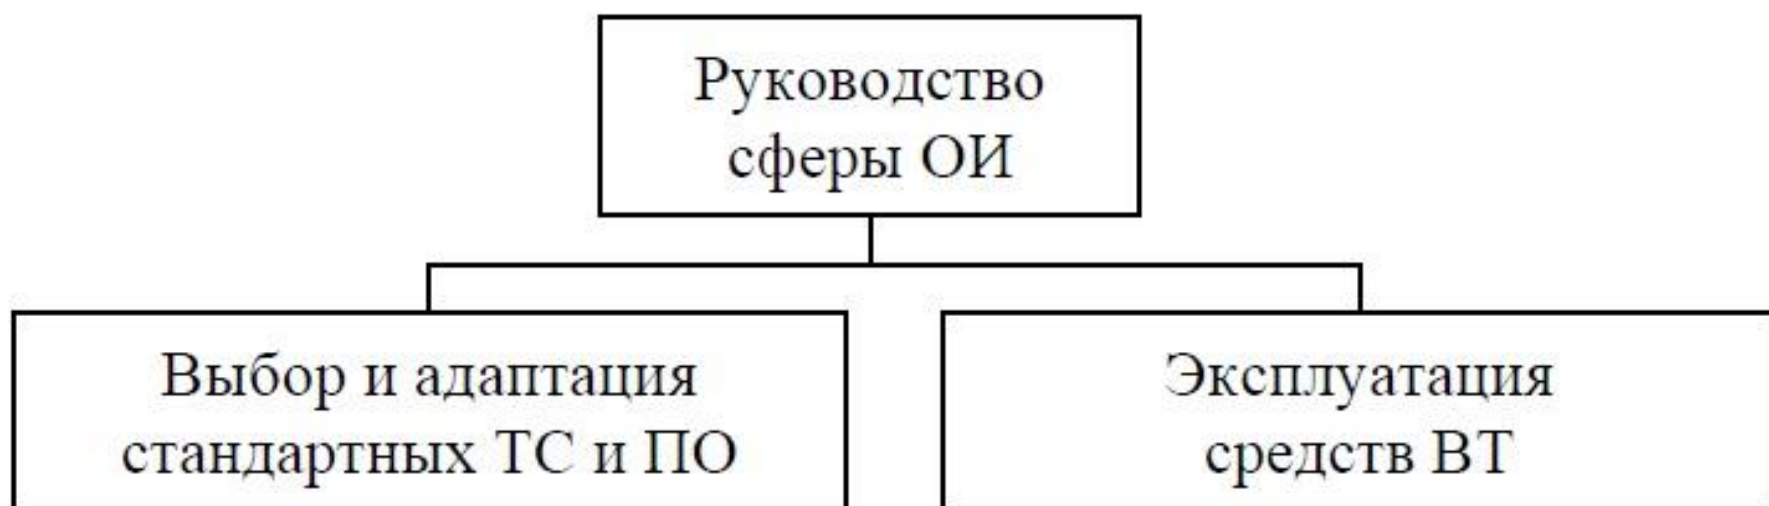 Руководство
сферы ОИ
Выбор и адаптация
стандартных ТС и ПО
Эксплуатация
средств ВТ